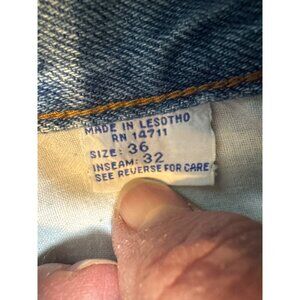 MADE IN LESOTHO
RN 14711
SIZE: 36
INSEAM: 32
SEE REVERSE FOR CARE